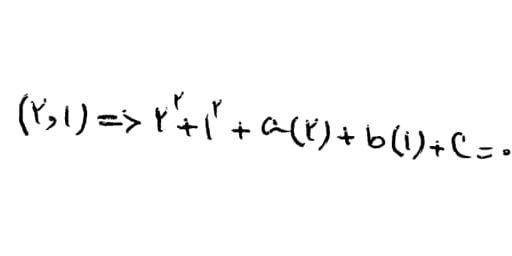 (۲,۱) => ۲^۲ + ۱^۲ + a(۲) + b(۱) + c = ۰